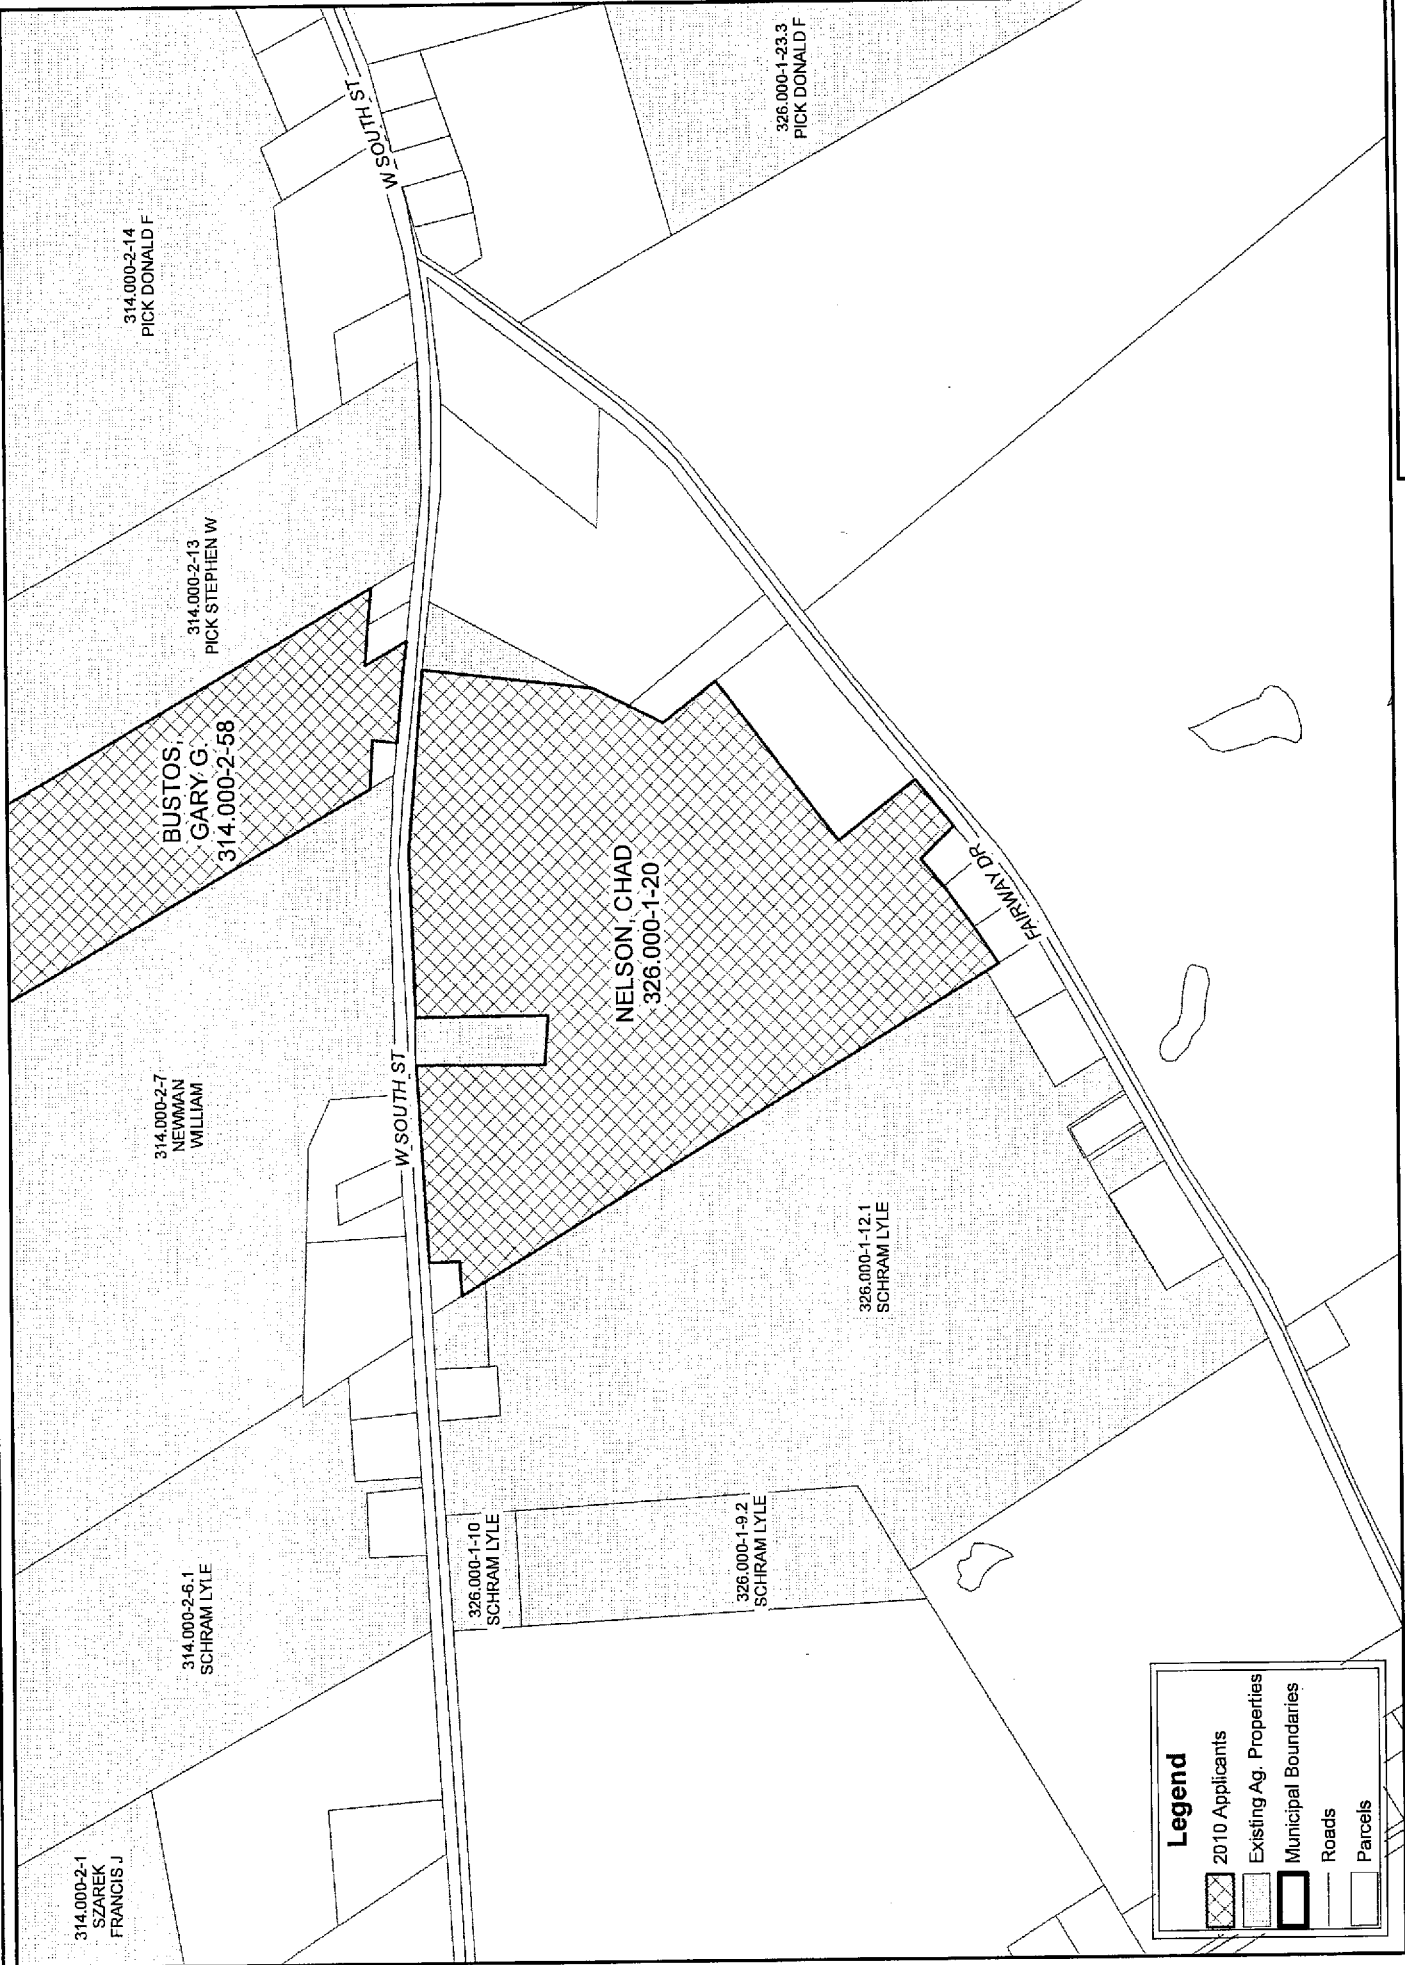 314.000-2-1
SZAREK
FRANCIS J
314.000-2-6.1
SCHRAM LYLE
314.000-2-7
NEWMAN
WILLIAM
BUSTOS,
GARY G.
314.000-2-58
314.000-2-13
PICK STEPHEN W
314.000-2-14
PICK DONALD F
W SOUTH ST
W SOUTH ST
326.000-1-10
SCHRAM LYLE
326.000-1-9.2
SCHRAM LYLE
326.000-1-12.1
SCHRAM LYLE
NELSON, CHAD
326.000-1-20
FAIRWAY DR
326.000-1-23.3
PICK DONALD F
Legend
2010 Applicants
Existing Ag. Properties
Municipal Boundaries
Roads
Parcels